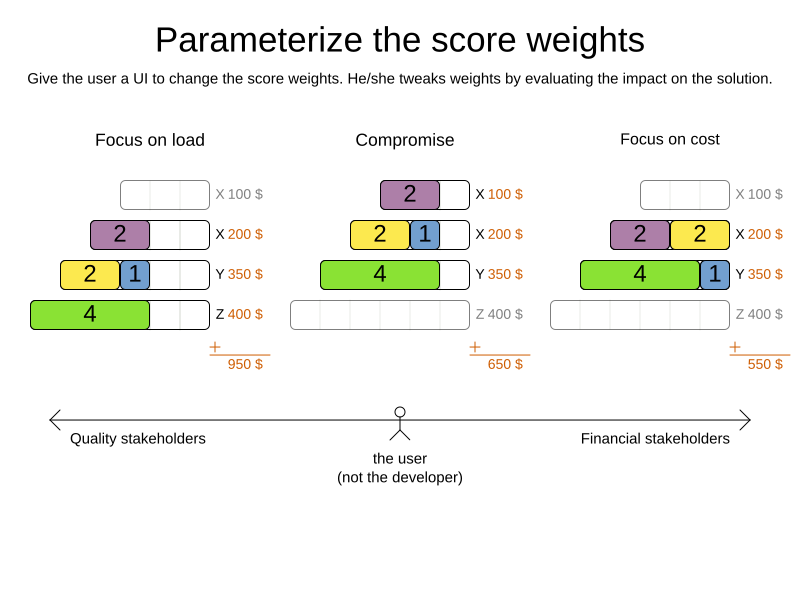 Parameterize the score weights
Give the user a UI to change the score weights. He/she tweaks weights by evaluating the impact on the solution.
Focus on load
X 100 $
2 X 200 $
2 1 Y 350 $
4 Z 400 $
+
950 $
Compromise
2 X 100 $
2 1 X 200 $
4 Y 350 $
Z 400 $
+
650 $
Focus on cost
X 100 $
2 2 X 200 $
4 1 Y 350 $
Z 400 $
+
550 $
Quality stakeholders
the user
(not the developer)
Financial stakeholders